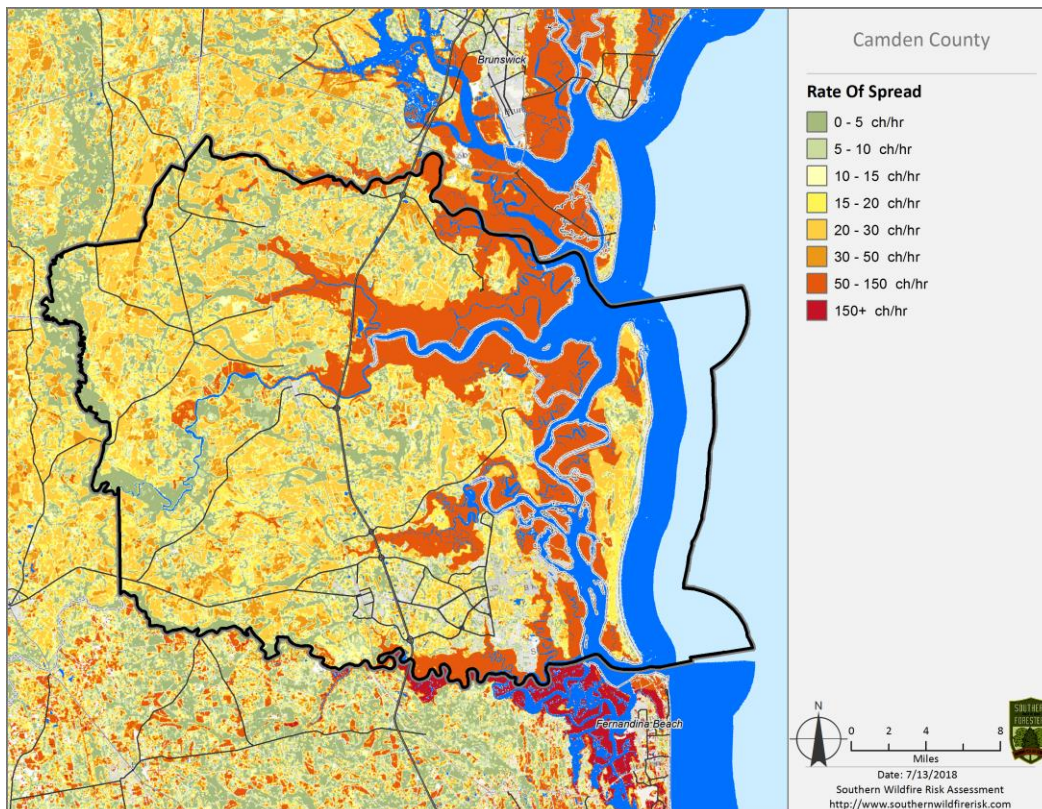 Camden County
Rate Of Spread
0 - 5 ch/hr
5 - 10 ch/hr
10 - 15 ch/hr
15 - 20 ch/hr
20 - 30 ch/hr
30 - 50 ch/hr
50 - 150 ch/hr
150+ ch/hr
Brunswick
Fernandina Beach
N
0 2 4 8
Miles
Date: 7/13/2018
Southern Wildfire Risk Assessment
http://www.southernwildfirerisk.com
SOUTHERN